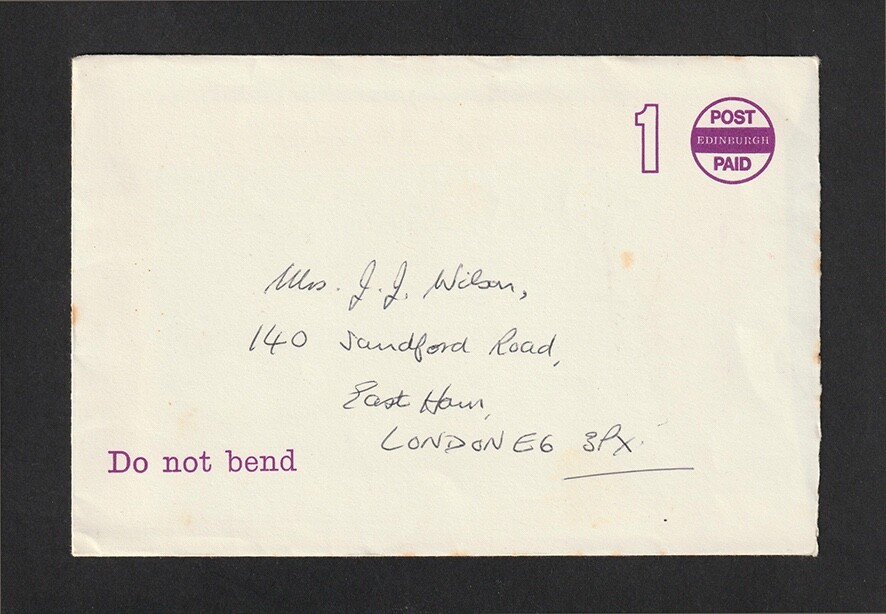 1
POST
EDINBURGH
PAID
Mrs. J. J. Wilson,
140 Sandford Road,
East Ham,
LONDON E6 3PX.
Do not bend